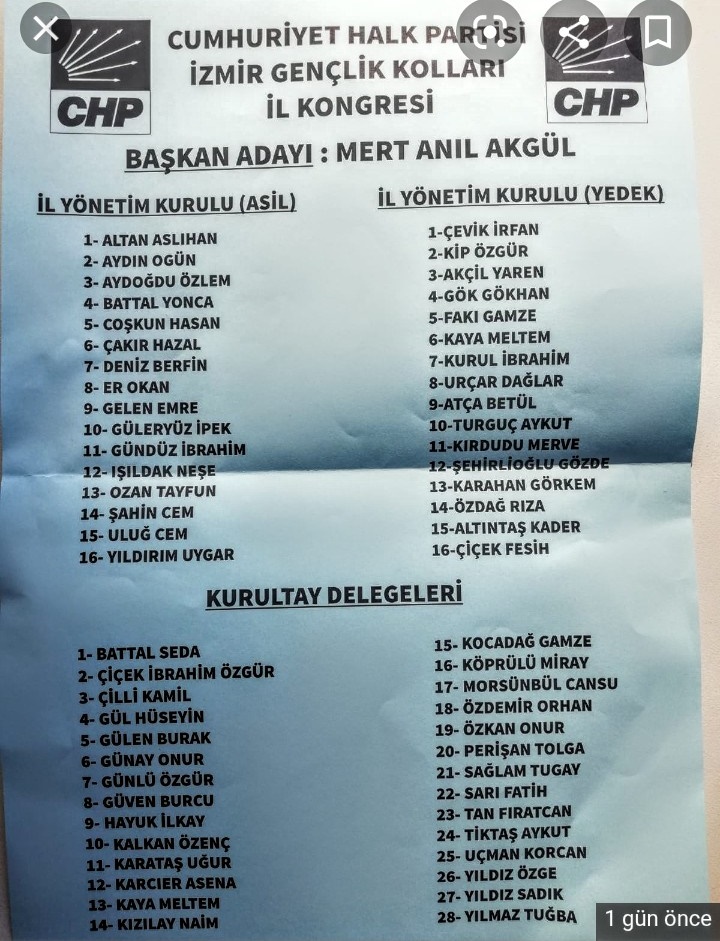 CUMHURİYET HALK PARTİSİ
İZMİR GENÇLİK KOLLARI
İL KONGRESİ
CHP
CHP
BAŞKAN ADAYI : MERT ANIL AKGÜL
İL YÖNETİM KURULU (ASİL)
1- ALTAN ASLIHAN
2- AYDIN OGÜN
3- AYDOĞDU ÖZLEM
4- BATTAL YONCA
5- COŞKUN HASAN
6- ÇAKIR HAZAL
7- DENİZ BERFİN
8- ER OKAN
9- GELEN EMRE
10- GÜLERYÜZ İPEK
11- GÜNDÜZ İBRAHİM
12- IŞILDAK NEŞE
13- OZAN TAYFUN
14- ŞAHİN CEM
15- ULUĞ CEM
16- YILDIRIM UYGAR
İL YÖNETİM KURULU (YEDEK)
1-ÇEVİK İRFAN
2-KİP ÖZGÜR
3-AKÇİL YAREN
4-GÖK GÖKHAN
5-FAKI GAMZE
6-KAYA MELTEM
7-KURUL İBRAHİM
8-URÇAR DAĞLAR
9-ATÇA BETÜL
10-TURGUÇ AYKUT
11-KIRDUDU MERVE
12-ŞEHİRLİOĞLU GÖZDE
13-KARAHAN GÖRKEM
14-ÖZDAĞ RIZA
15-ALTINTAŞ KADER
16-ÇİÇEK FESİH
KURULTAY DELEGELERİ
1- BATTAL SEDA
2- ÇİÇEK İBRAHİM ÖZGÜR
3- ÇİLLİ KAMİL
4- GÜL HÜSEYİN
5- GÜLEN BURAK
6- GÜNAY ONUR
7- GÜNLÜ ÖZGÜR
8- GÜVEN BURCU
9- HAYUK İLKAY
10- KALKAN ÖZENÇ
11- KARATAŞ UĞUR
12- KARCIER ASENA
13- KAYA MELTEM
14- KIZILAY NAİM
15- KOCADAĞ GAMZE
16- KÖPRÜLÜ MİRAY
17- MORSÜNBÜL CANSU
18- ÖZDEMİR ORHAN
19- ÖZKAN ONUR
20- PERİŞAN TOLGA
21- SAĞLAM TUGAY
22- SARI FATİH
23- TAN FIRATCAN
24- TİKTAŞ AYKUT
25- UÇMAN KORCAN
26- YILDIZ ÖZGE
27- YILDIZ SADIK
28- YILMAZ TUĞBA
1 gün önce